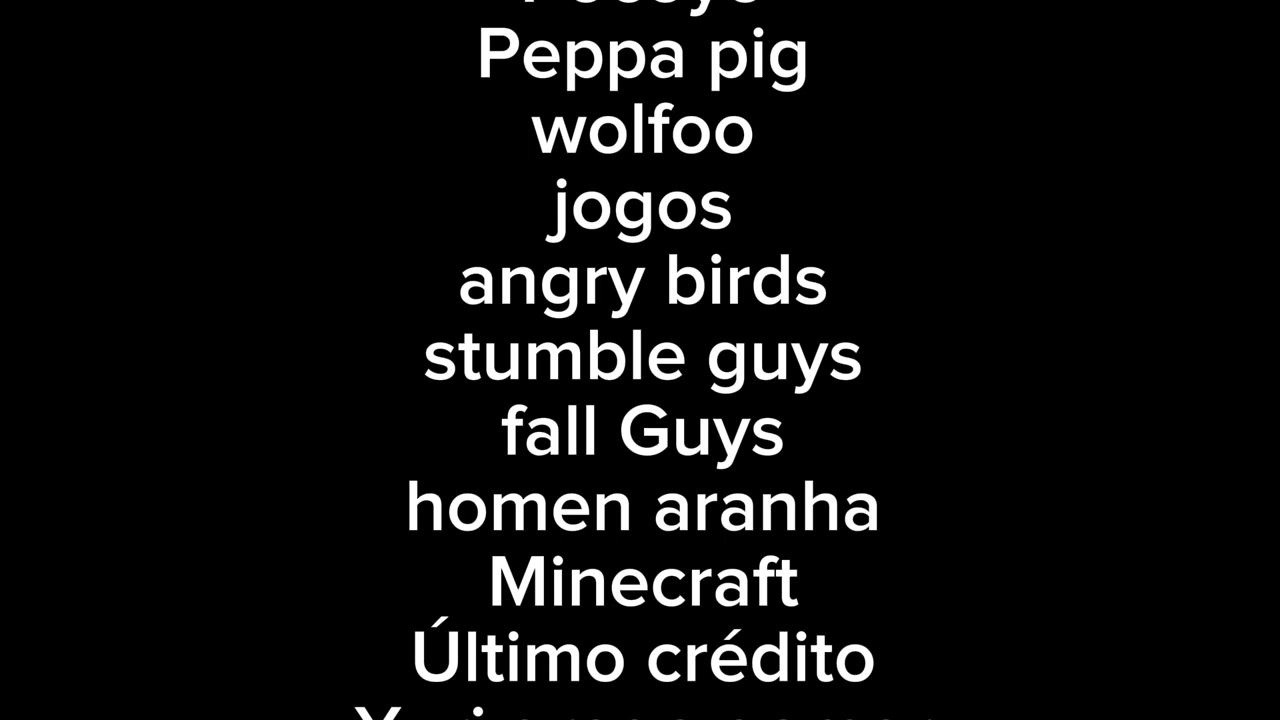 Peppa pig
wolfoo
jogos
angry birds
stumble guys
fall Guys
homen aranha
Minecraft
Último crédito